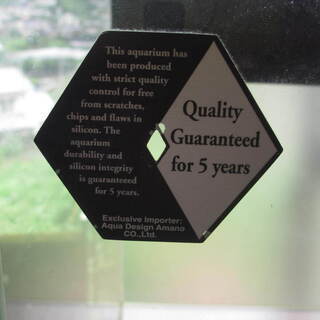 This aquarium has
been produced
with strict quality
control for free
from scratches,
chips and flaws in
silicon. The
aquarium
durability and
silicon integrity
is guaranteed
for 5 years.
Exclusive Importer:
Aqua Design Amano
CO.,Ltd.
Quality
Guaranteed
for 5 years